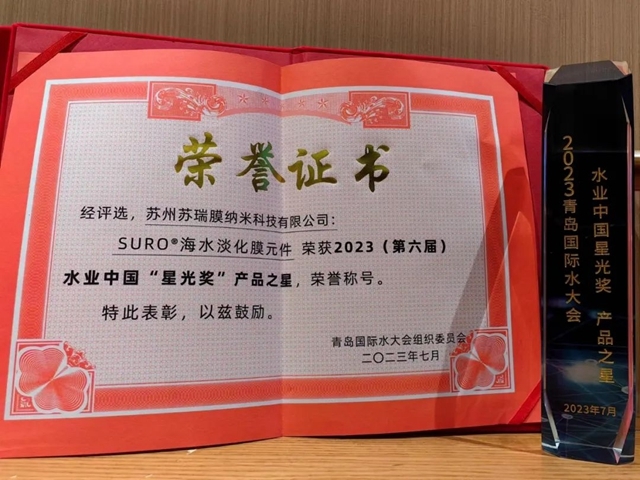 荣誉证书
经评选，苏州苏瑞膜纳米科技有限公司：
SURO®海水淡化膜元件 荣获2023（第六届）
水业中国“星光奖”产品之星，荣誉称号。
特此表彰，以兹鼓励。
青岛国际水大会组织委员会
二〇二三年七月
2023青岛国际水大会
水业中国星光奖 产品之星
2023年7月